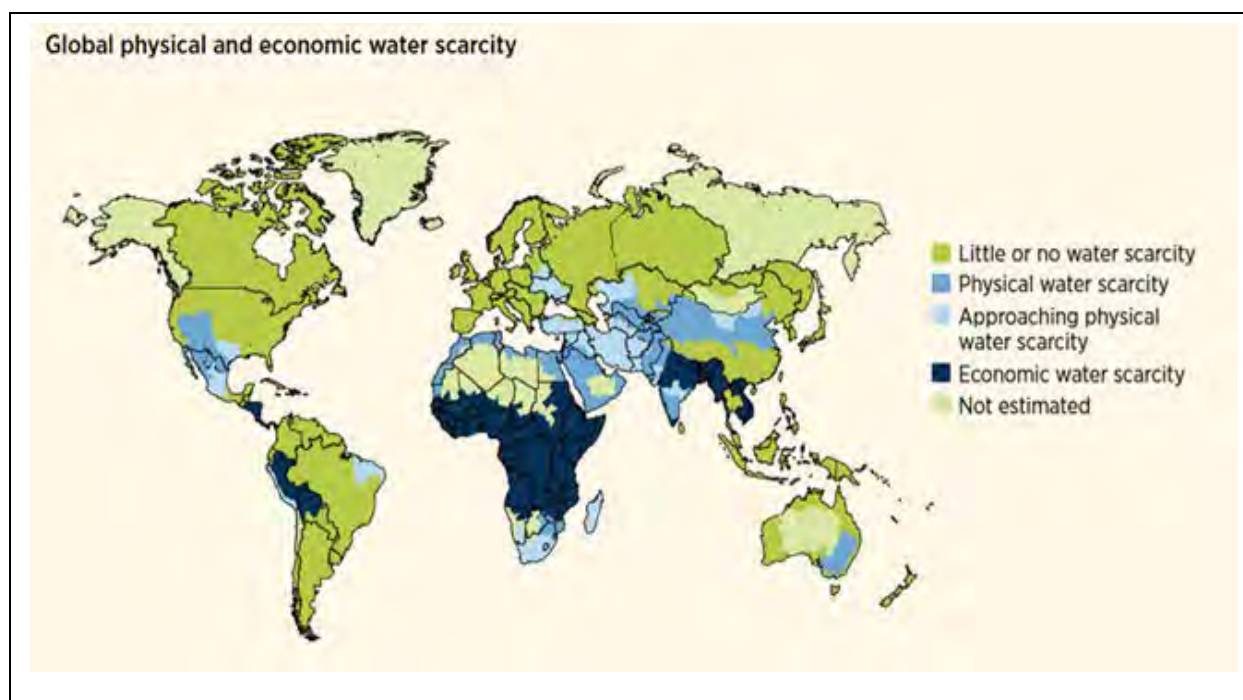 Global physical and economic water scarcity
Little or no water scarcity
Physical water scarcity
Approaching physical
water scarcity
Economic water scarcity
Not estimated